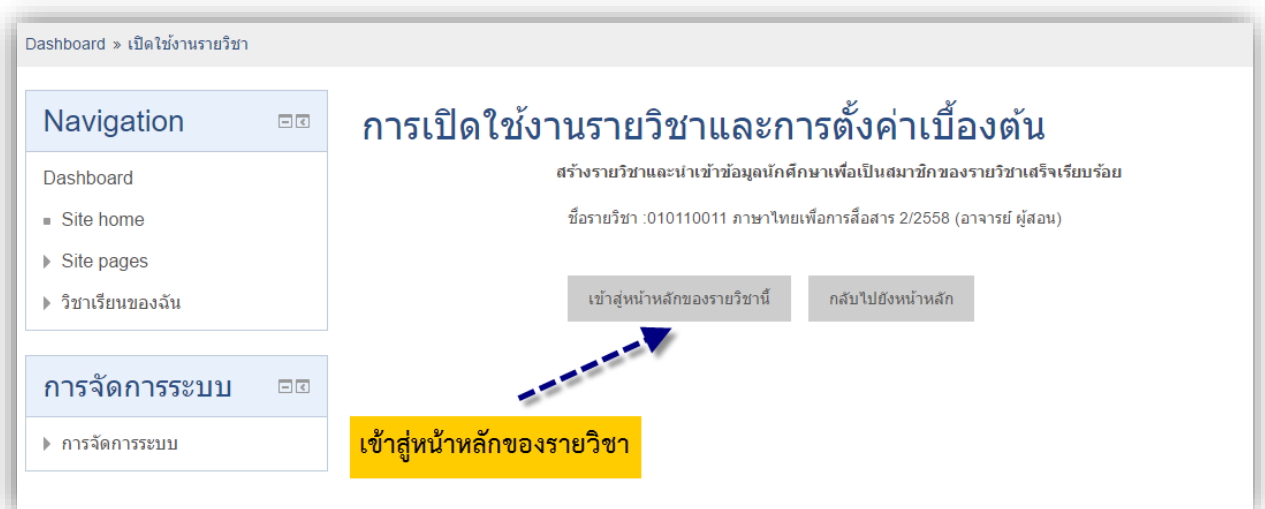 Dashboard » เปิดใช้งานรายวิชา
Navigation
Dashboard
Site home
Site pages
วิชาเรียนของฉัน
การจัดการระบบ
การจัดการระบบ
การเปิดใช้งานรายวิชาและการตั้งค่าเบื้องต้น
สร้างรายวิชาและนำเข้าข้อมูลนักศึกษาเพื่อเป็นสมาชิกของรายวิชาเสร็จเรียบร้อย
ชื่อรายวิชา :010110011 ภาษาไทยเพื่อการสื่อสาร 2/2558 (อาจารย์ ผู้สอน)
เข้าสู่หน้าหลักของรายวิชานี้
กลับไปยังหน้าหลัก
เข้าสู่หน้าหลักของรายวิชา